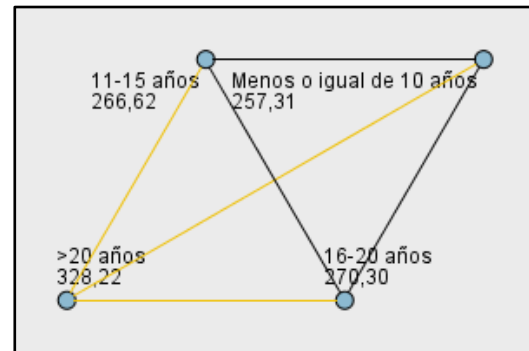 11-15 años
266,62
Menos o igual de 10 años
257,31
>20 años
328,22
16-20 años
270,30